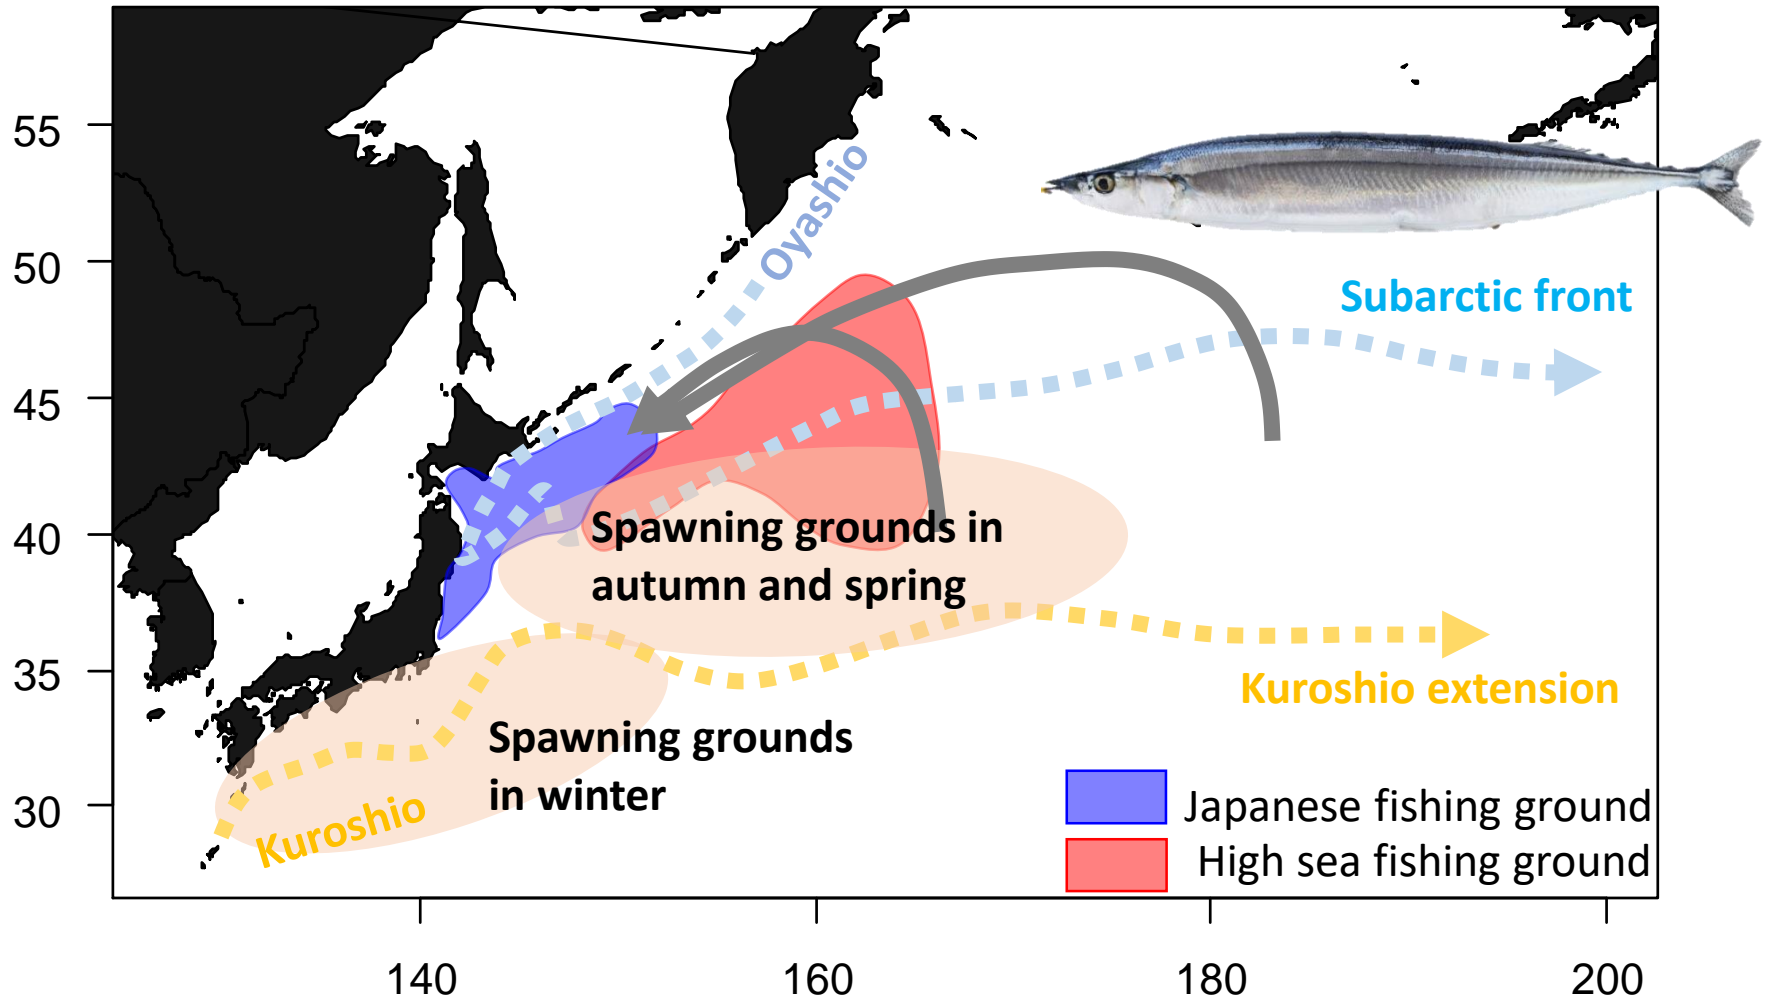 55
50
45
40
35
30
140
160
180
200
Oyashio
Subarctic front
Spawning grounds in
autumn and spring
Kuroshio extension
Spawning grounds
in winter
Kuroshio
Japanese fishing ground
High sea fishing ground